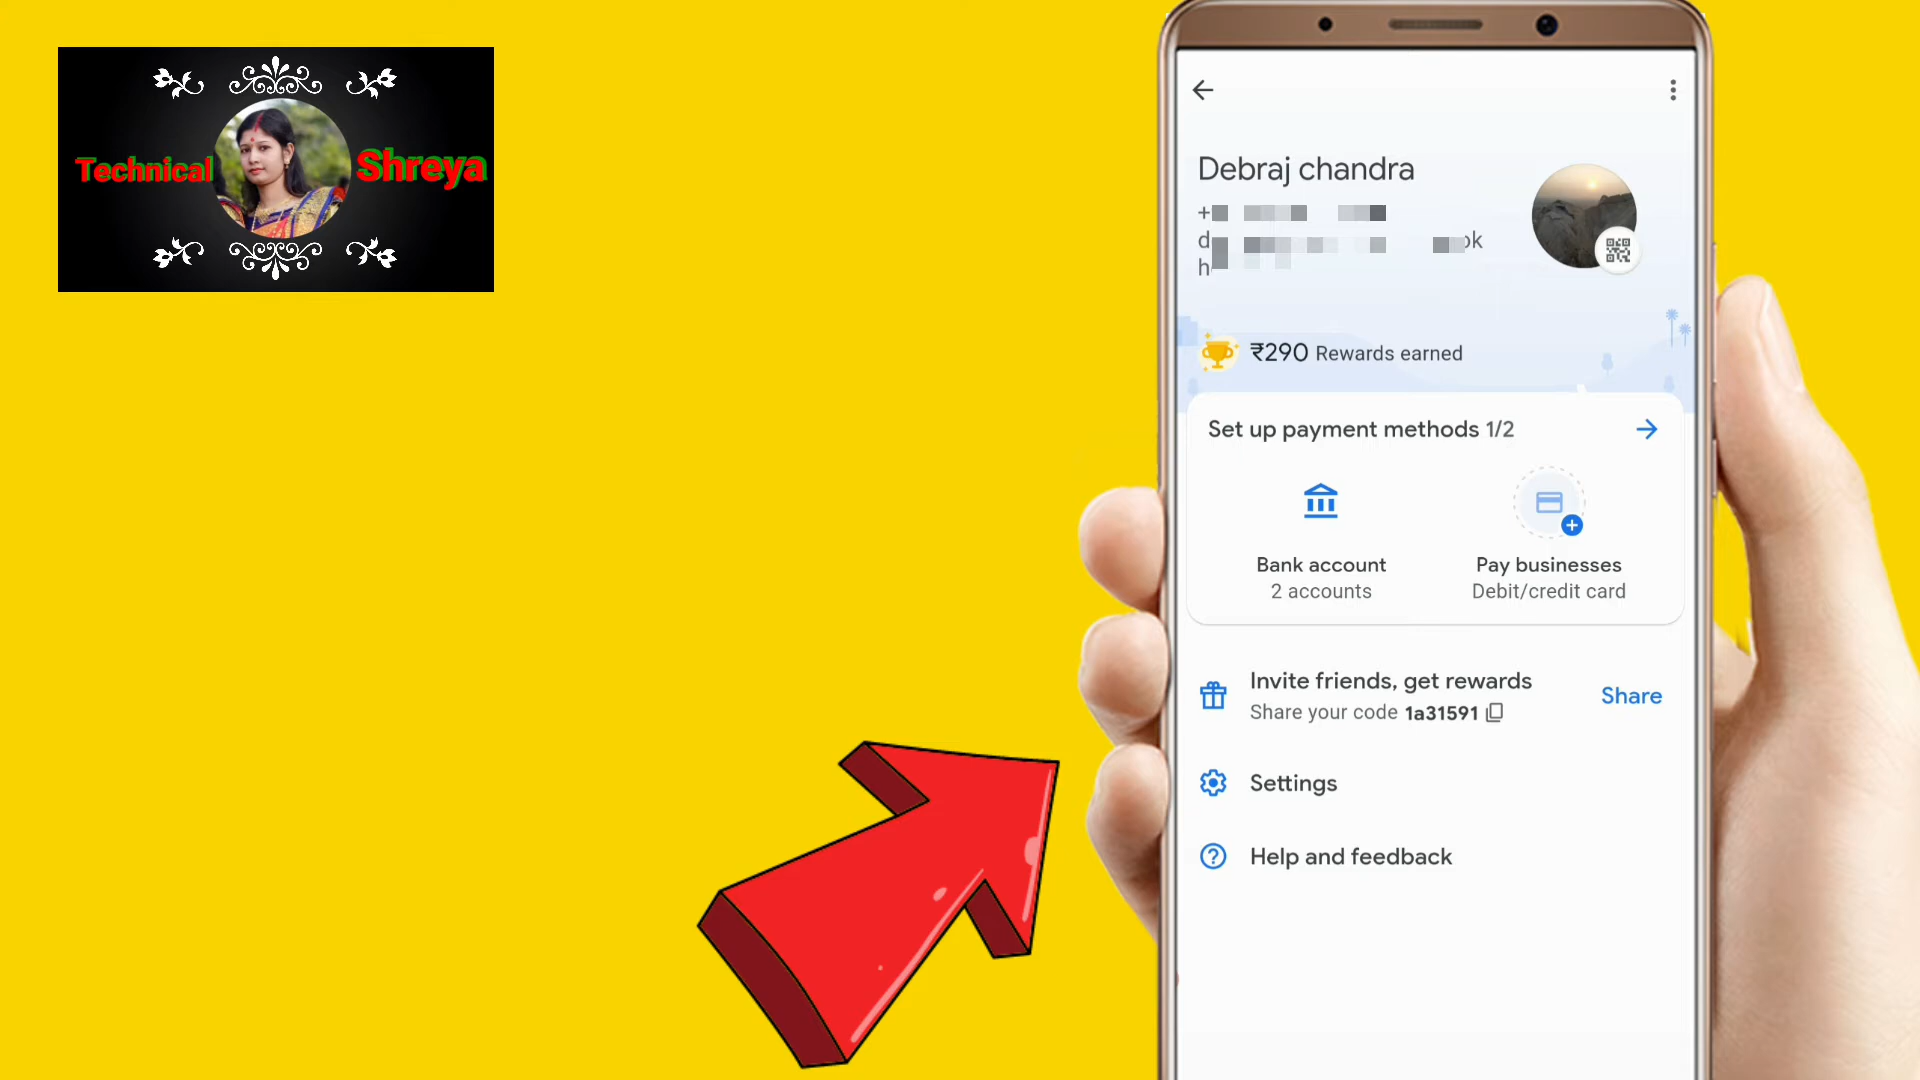 Technical Shreya
Debraj chandra
+
d ok
h
₹290 Rewards earned
Set up payment methods 1/2
Bank account
2 accounts
Pay businesses
Debit/credit card
Invite friends, get rewards
Share your code 1a31591
Share
Settings
Help and feedback